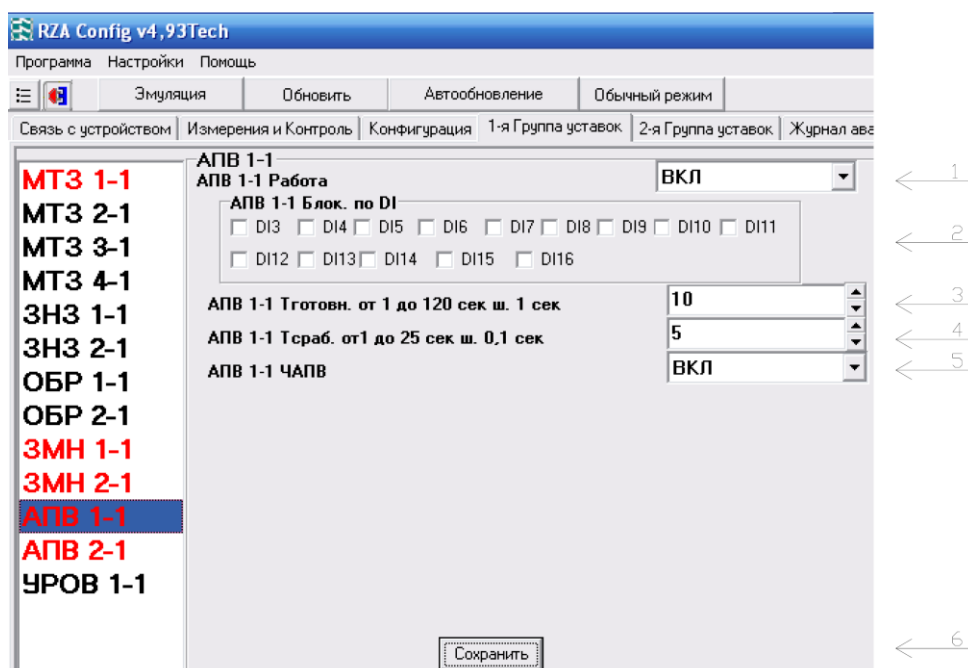 RZA Config v4,93Tech
Программа Настройки Помощь
Эмуляция Обновить Автообновление Обычный режим
Связь с устройством Измерения и Контроль Конфигурация 1-я Группа уставок 2-я Группа уставок Журнал ава
МТЗ 1-1
МТЗ 2-1
МТЗ 3-1
МТЗ 4-1
ЗНЗ 1-1
ЗНЗ 2-1
ОБР 1-1
ОБР 2-1
ЗМН 1-1
ЗМН 2-1
АПВ 1-1
АПВ 2-1
УРОВ 1-1
АПВ 1-1
АПВ 1-1 Работа ВКЛ
АПВ 1-1 Блок. по DI
DI3 DI4 DI5 DI6 DI7 DI8 DI9 DI10 DI11
DI12 DI13 DI14 DI15 DI16
АПВ 1-1 Тготовн. от 1 до 120 сек ш. 1 сек 10
АПВ 1-1 Тсраб. от1 до 25 сек ш. 0,1 сек 5
АПВ 1-1 ЧАПВ ВКЛ
Сохранить
1
2
3
4
5
6